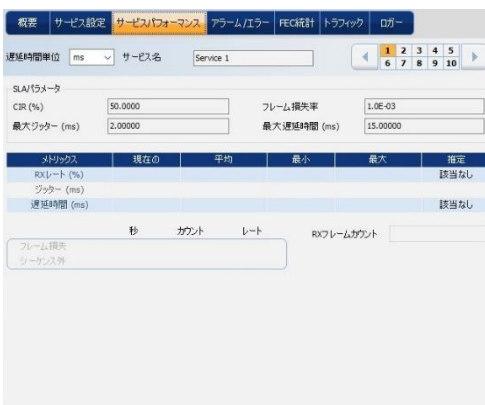 概要 サービス設定 サービスパフォーマンス アラーム/エラー FEC統計 トラフィック ロガー
遅延時間単位 ms サービス名 Service 1 1 2 3 4 5
6 7 8 9 10
SLAパラメータ
CIR (%) 50.0000 フレーム損失率 1.0E-03
最大ジッター (ms) 2.00000 最大遅延時間 (ms) 15.00000
メトリックス 現在の 平均 最小 最大 推定
RXレート (%) 該当なし
ジッター (ms)
遅延時間 (ms) 該当なし
秒 カウント レート RXフレームカウント
フレーム損失
シーケンス外